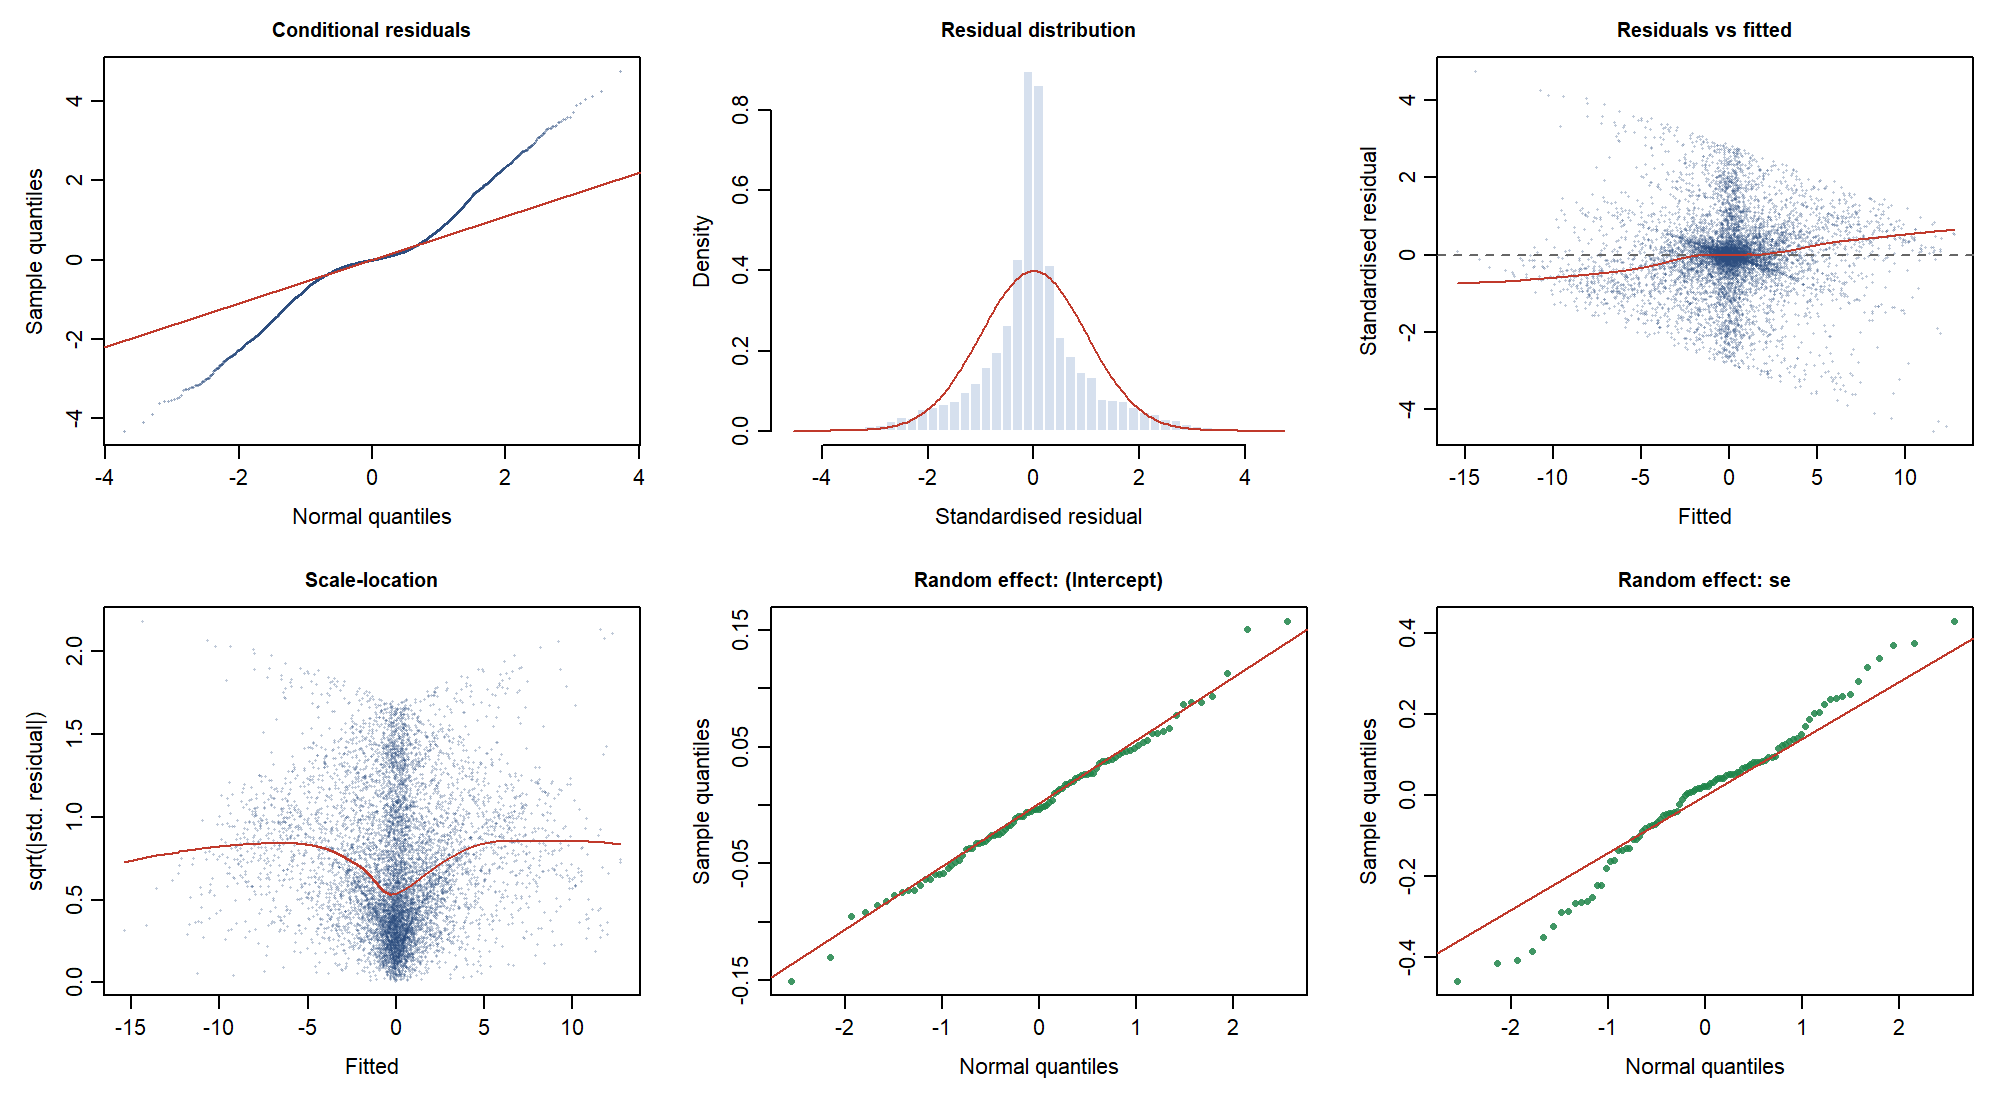 Conditional residuals
Sample quantiles
4
2
0
-2
-4
-4 -2 0 2 4
Normal quantiles
Residual distribution
Density
0.8
0.6
0.4
0.2
0.0
-4 -2 0 2 4
Standardised residual
Residuals vs fitted
Standardised residual
4
2
0
-2
-4
-15 -10 -5 0 5 10
Fitted
Scale-location
sqrt(|std. residual|)
2.0
1.5
1.0
0.5
0.0
-15 -10 -5 0 5 10
Fitted
Random effect: (Intercept)
Sample quantiles
0.15
0.05
-0.05
-0.15
-2 -1 0 1 2
Normal quantiles
Random effect: se
Sample quantiles
0.4
0.2
0.0
-0.2
-0.4
-2 -1 0 1 2
Normal quantiles